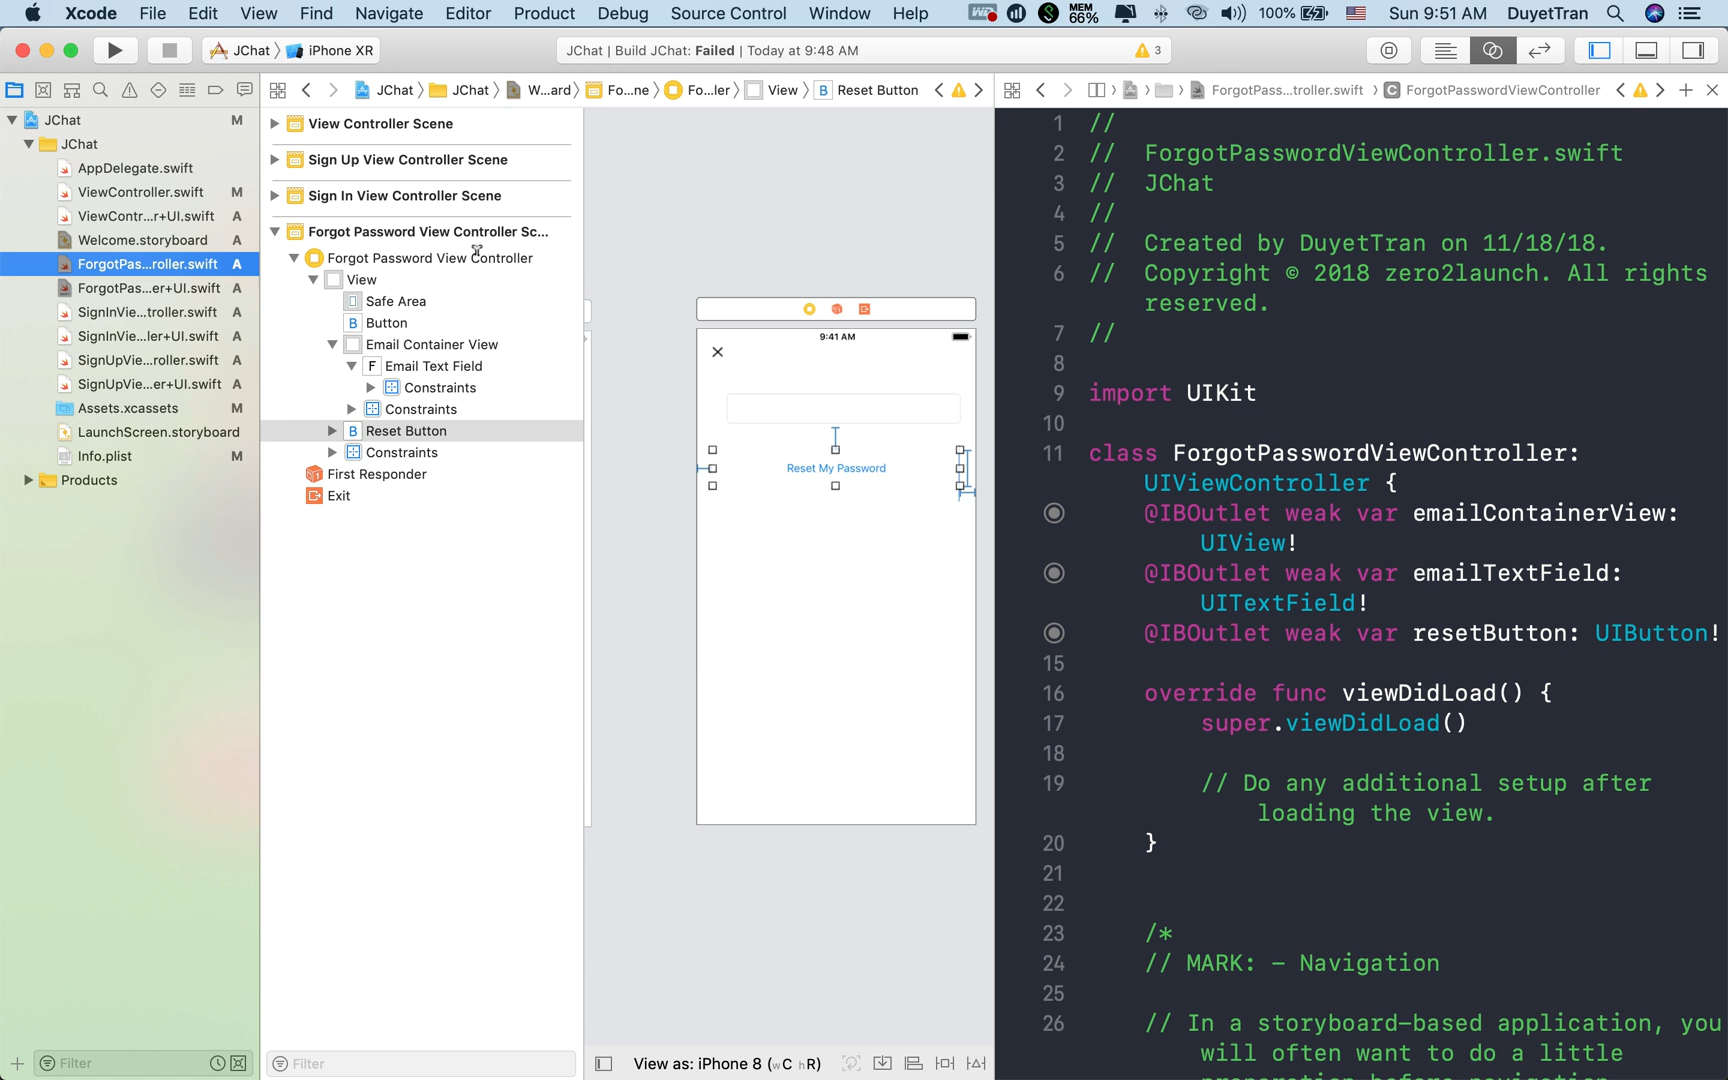 Xcode File Edit View Find Navigate Editor Product Debug Source Control Window Help MEM 66% 100% Sun 9:51 AM DuyetTran
JChat iPhone XR JChat | Build JChat: Failed | Today at 9:48 AM 3
JChat JChat W...ard Fo...ne Fo...ler View B Reset Button ForgotPass...troller.swift C ForgotPasswordViewController
JChat M
JChat
AppDelegate.swift
ViewController.swift M
ViewContr...r+UI.swift A
Welcome.storyboard A
ForgotPas...roller.swift A
ForgotPas...er+UI.swift A
SignInVie...troller.swift A
SignInVie...ler+UI.swift A
SignUpVie...roller.swift A
SignUpVie...er+UI.swift A
Assets.xcassets M
LaunchScreen.storyboard
Info.plist M
Products
Filter
View Controller Scene
Sign Up View Controller Scene
Sign In View Controller Scene
Forgot Password View Controller Sc...
Forgot Password View Controller
View
Safe Area
B Button
Email Container View
F Email Text Field
Constraints
Constraints
B Reset Button
Constraints
First Responder
Exit
Filter
9:41 AM
Reset My Password
View as: iPhone 8 (wC hR)
1 //
2 // ForgotPasswordViewController.swift
3 // JChat
4 //
5 // Created by DuyetTran on 11/18/18.
6 // Copyright © 2018 zero2launch. All rights
reserved.
7 //
8
9 import UIKit
10
11 class ForgotPasswordViewController:
UIViewController {
@IBOutlet weak var emailContainerView:
UIView!
@IBOutlet weak var emailTextField:
UITextField!
@IBOutlet weak var resetButton: UIButton!
15
16 override func viewDidLoad() {
17 super.viewDidLoad()
18
19 // Do any additional setup after
loading the view.
20 }
21
22
23 /*
24 // MARK: - Navigation
25
26 // In a storyboard-based application, you
will often want to do a little
preparation before navigation